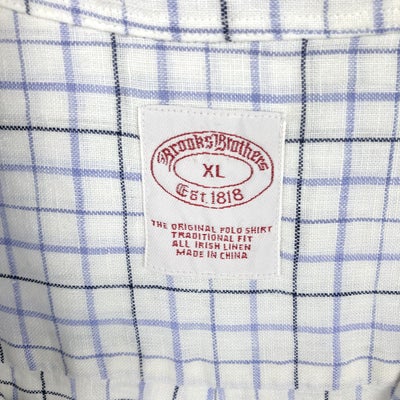 Brooks Brothers
XL
Est. 1818
THE ORIGINAL POLO SHIRT
TRADITIONAL FIT
ALL IRISH LINEN
MADE IN CHINA